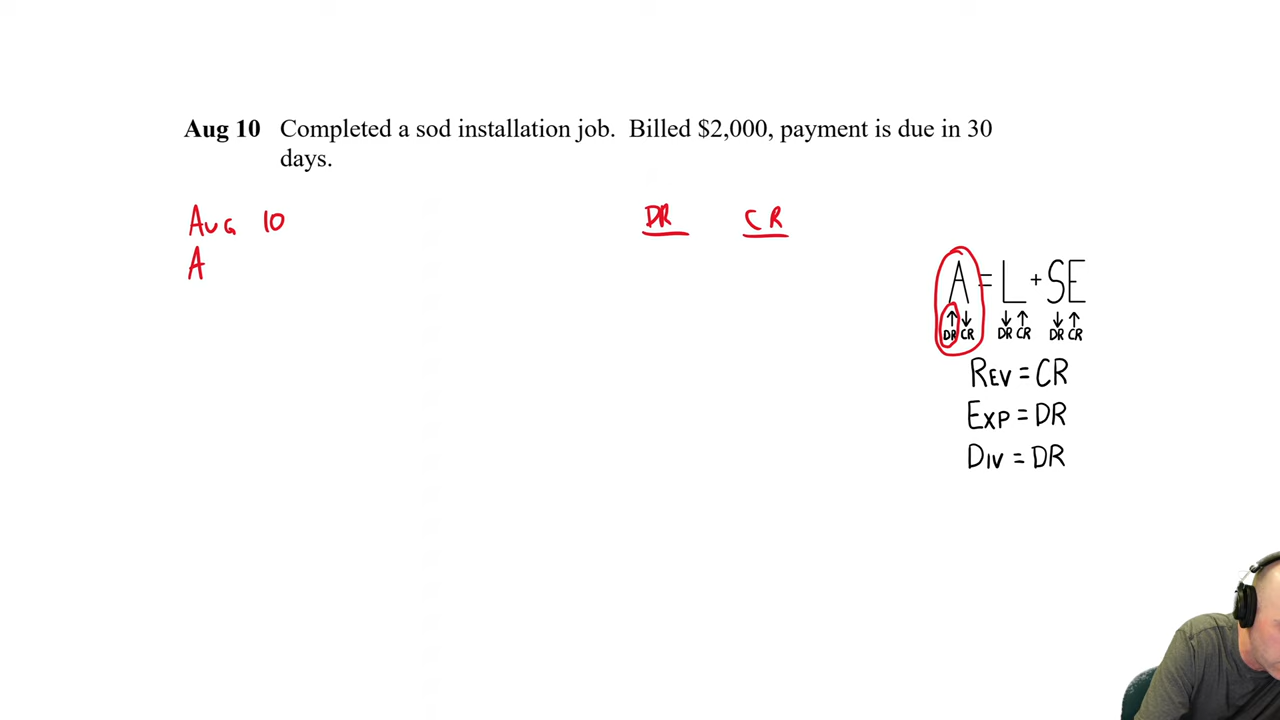 Aug 10 Completed a sod installation job. Billed $2,000, payment is due in 30
days.
AUG 10 DR CR
A
A = L + SE
↑ ↓ ↓ ↑ ↓ ↑
DR CR DR CR DR CR
REV = CR
EXP = DR
DIV = DR